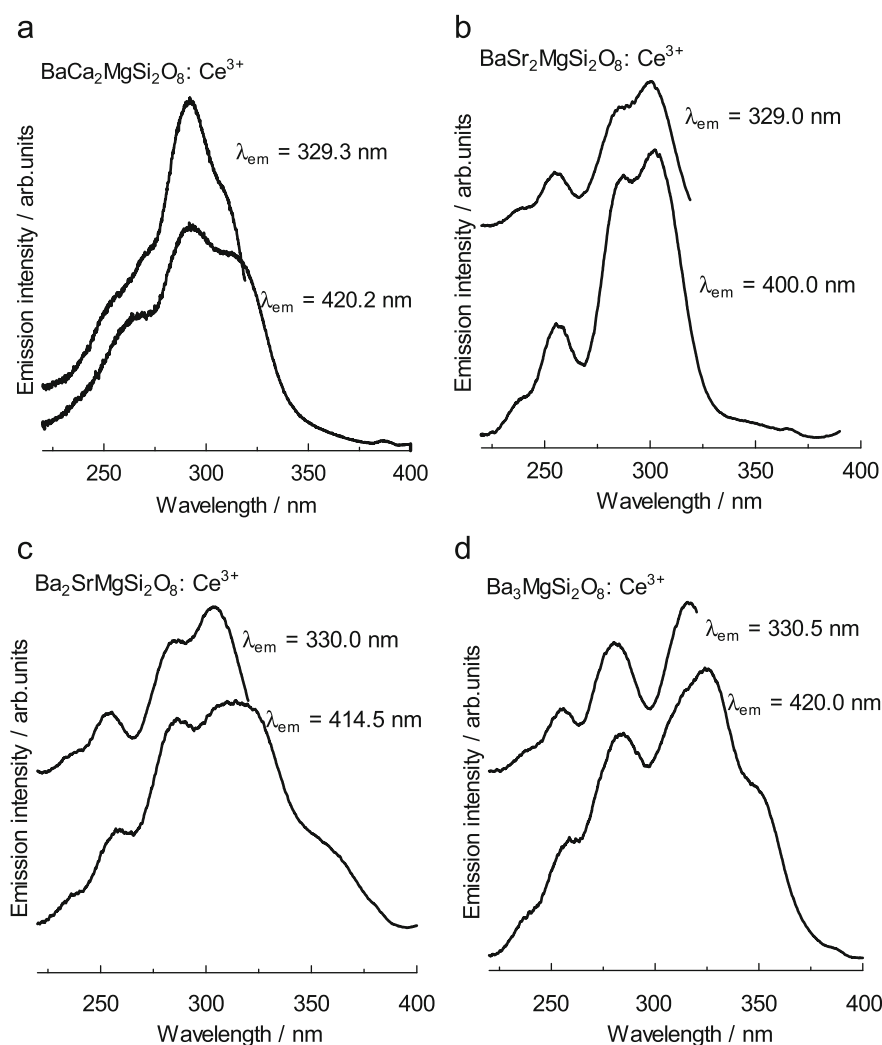 a
BaCa₂MgSi₂O₈: Ce³⁺
λem = 329.3 nm
λem = 420.2 nm
Emission intensity / arb.units
250 300 350 400
Wavelength / nm
b
BaSr₂MgSi₂O₈: Ce³⁺
λem = 329.0 nm
λem = 400.0 nm
Emission intensity / arb.units
250 300 350 400
Wavelength / nm
c
Ba₂SrMgSi₂O₈: Ce³⁺
λem = 330.0 nm
λem = 414.5 nm
Emission intensity / arb.units
250 300 350 400
Wavelength / nm
d
Ba₃MgSi₂O₈: Ce³⁺
λem = 330.5 nm
λem = 420.0 nm
Emission intensity / arb.units
250 300 350 400
Wavelength / nm